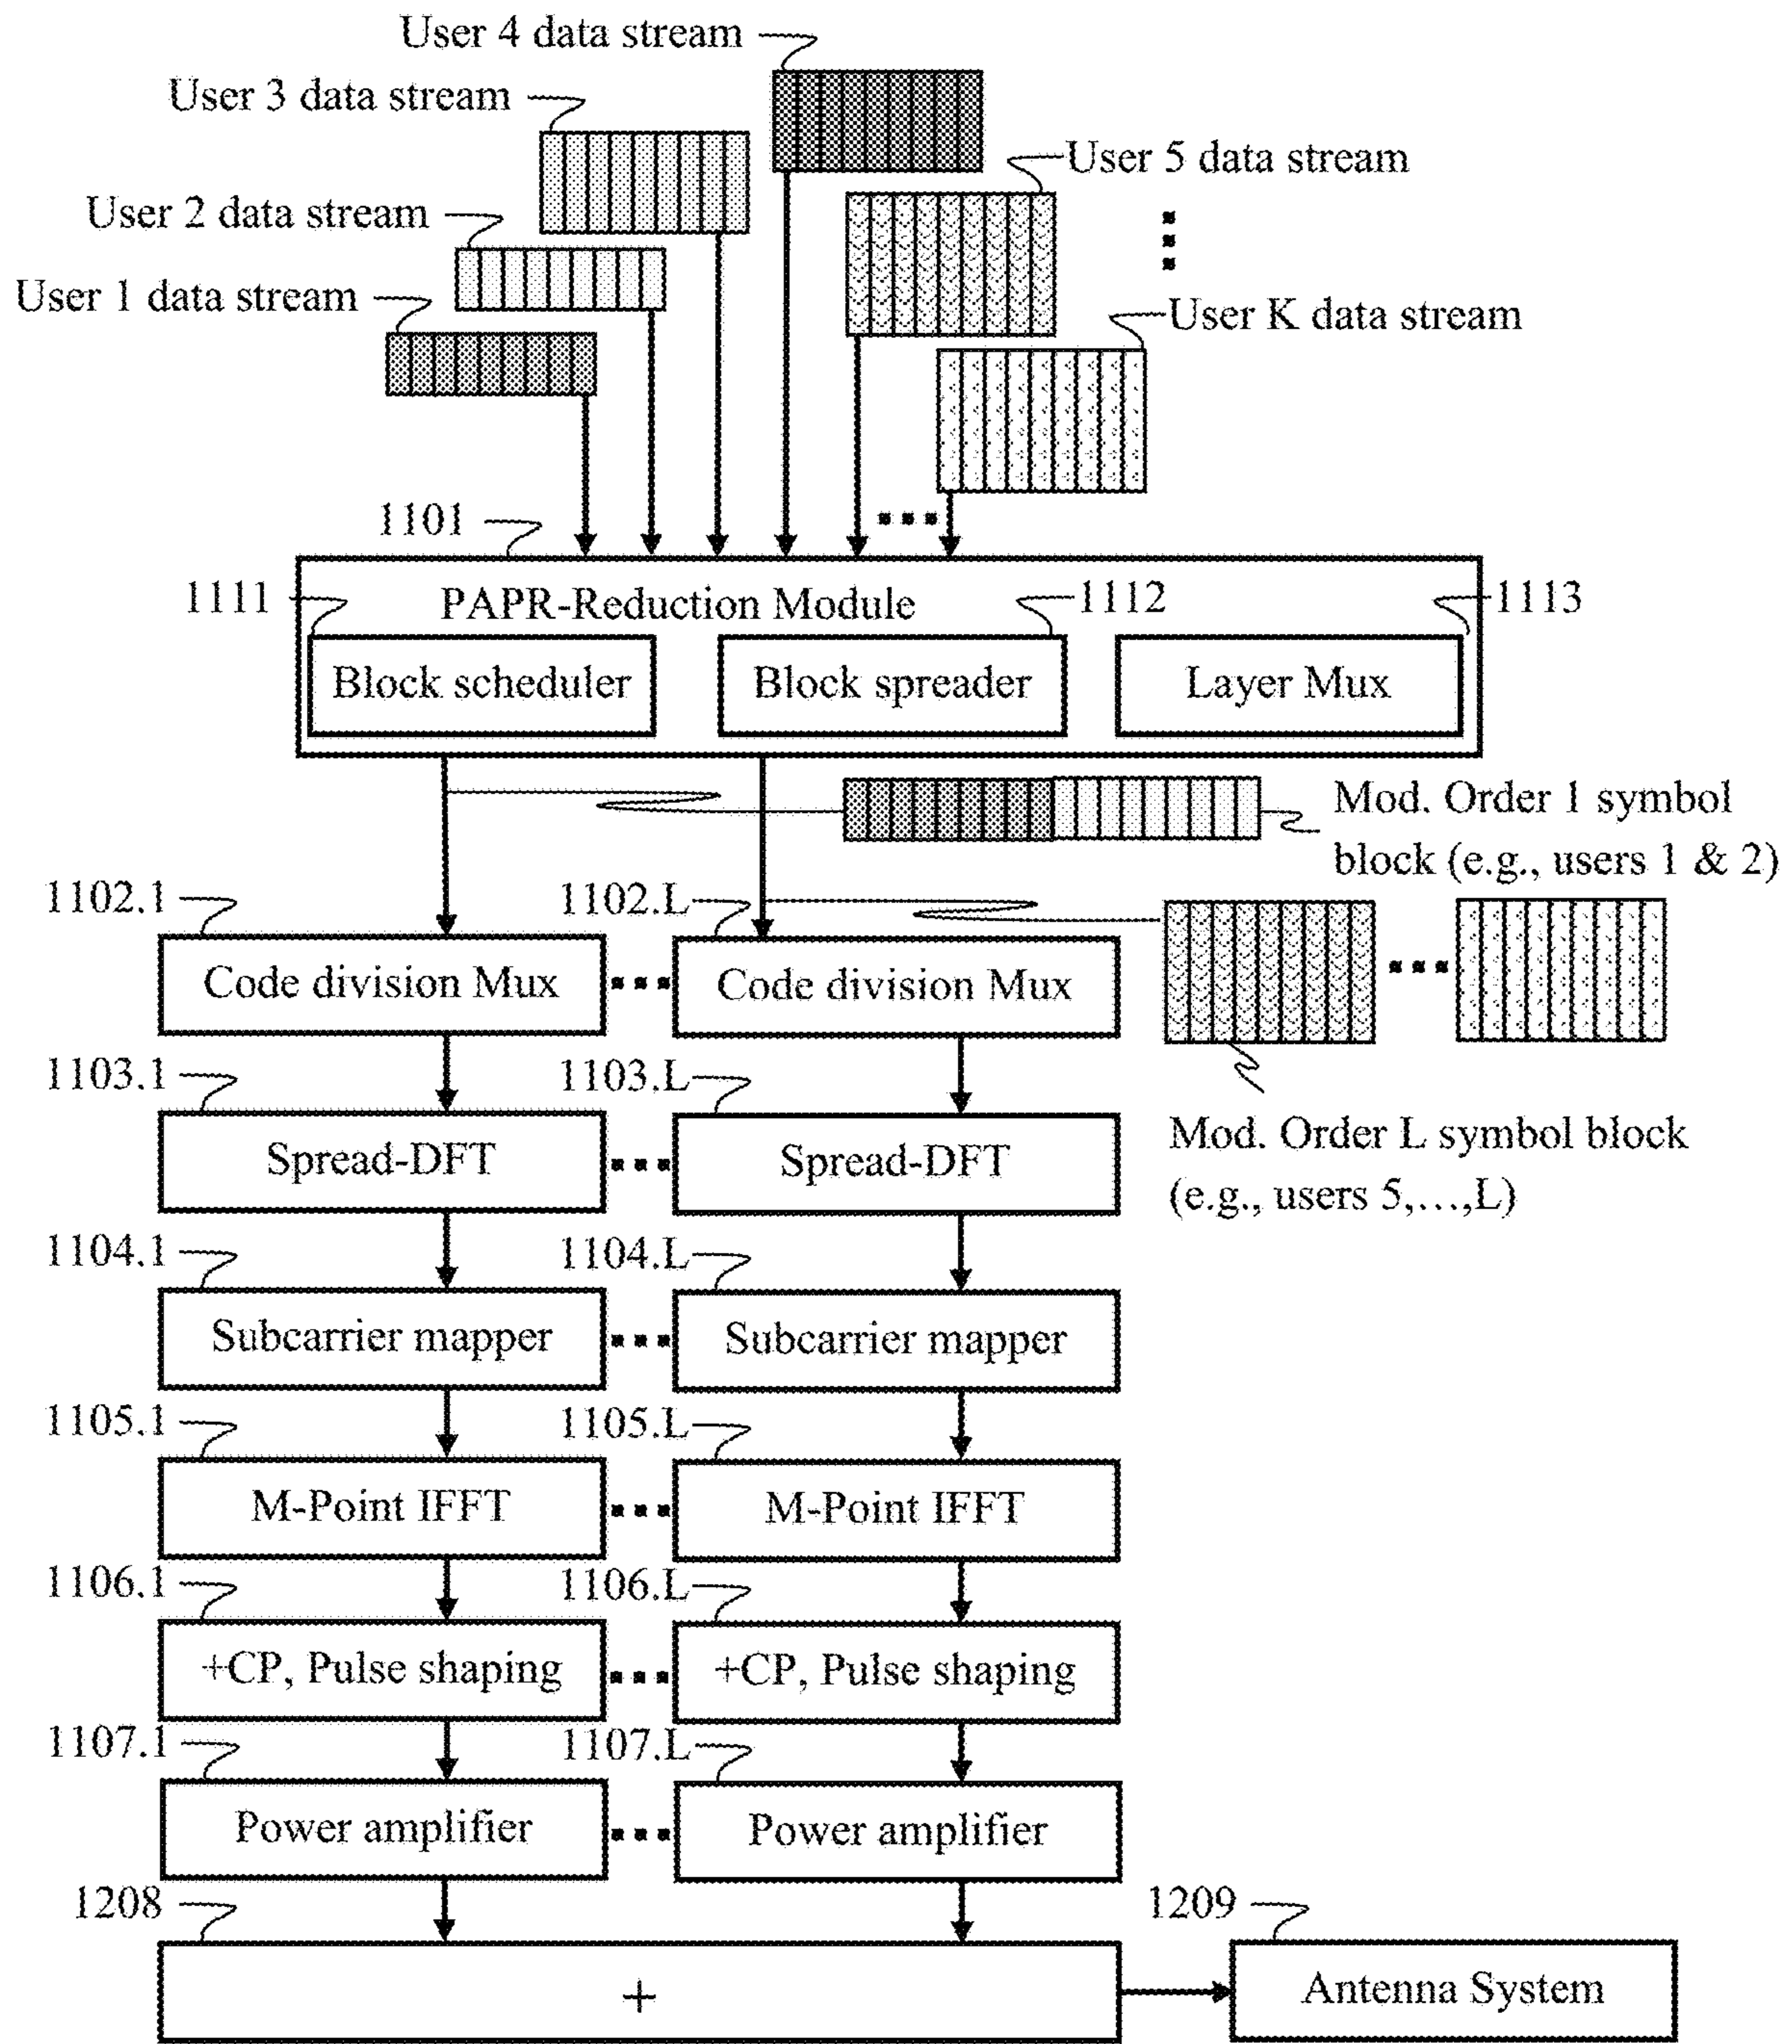 User 4 data stream
User 3 data stream
User 5 data stream
User 2 data stream
User 1 data stream
User K data stream
1101
1111
PAPR-Reduction Module
1112
1113
Block scheduler
Block spreader
Layer Mux
Mod. Order 1 symbol
block (e.g., users 1 & 2)
1102.1
1102.L
Code division Mux
Code division Mux
1103.1
1103.L
Spread-DFT
Spread-DFT
Mod. Order L symbol block
(e.g., users 5,...,L)
1104.1
1104.L
Subcarrier mapper
Subcarrier mapper
1105.1
1105.L
M-Point IFFT
M-Point IFFT
1106.1
1106.L
+CP, Pulse shaping
+CP, Pulse shaping
1107.1
1107.L
Power amplifier
Power amplifier
1208
1209
+
Antenna System